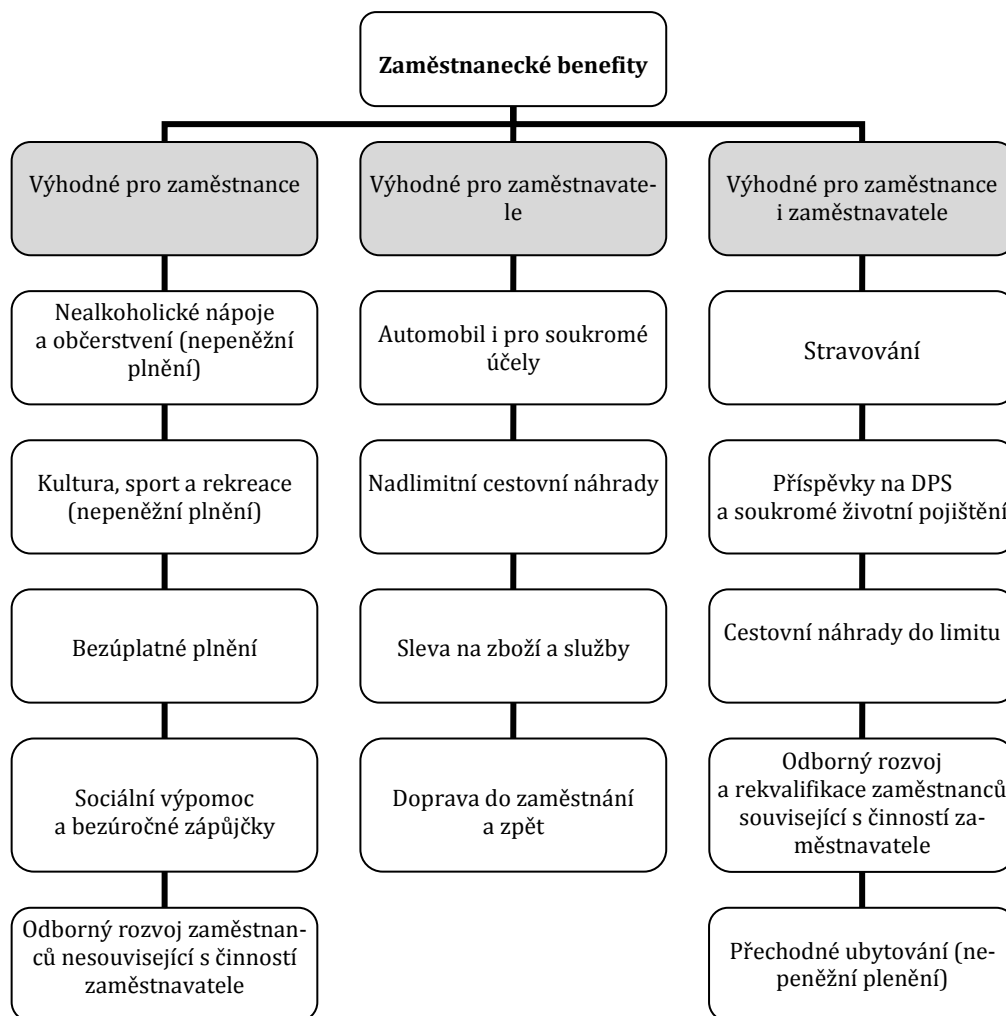 Zaměstnanecké benefity
Výhodné pro zaměstnance
Výhodné pro zaměstnavate-
le
Výhodné pro zaměstnance
i zaměstnavatele
Nealkoholické nápoje
a občerstvení (nepeněžní
plnění)
Automobil i pro soukromé
účely
Stravování
Kultura, sport a rekreace
(nepeněžní plnění)
Nadlimitní cestovní náhrady
Příspěvky na DPS
a soukromé životní pojištění
Bezúplatné plnění
Sleva na zboží a služby
Cestovní náhrady do limitu
Sociální výpomoc
a bezúročné zápůjčky
Doprava do zaměstnání
a zpět
Odborný rozvoj
a rekvalifikace zaměstnanců
související s činností za-
městnavatele
Odborný rozvoj zaměstnan-
ců nesouvisející s činností
zaměstnavatele
Přechodné ubytování (ne-
peněžní plenění)